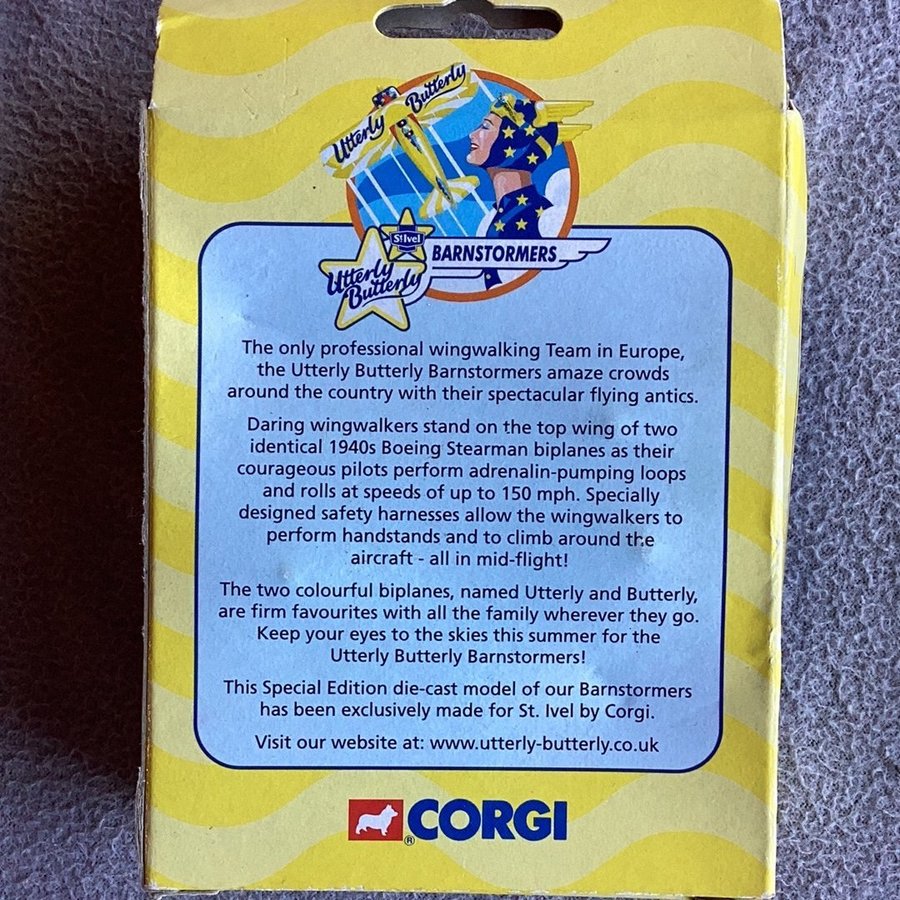 Utterly Butterly
St Ivel
BARNSTORMERS
Utterly
Butterly
The only professional wingwalking Team in Europe,
the Utterly Butterly Barnstormers amaze crowds
around the country with their spectacular flying antics.
Daring wingwalkers stand on the top wing of two
identical 1940s Boeing Stearman biplanes as their
courageous pilots perform adrenalin-pumping loops
and rolls at speeds of up to 150 mph. Specially
designed safety harnesses allow the wingwalkers to
perform handstands and to climb around the
aircraft - all in mid-flight!
The two colourful biplanes, named Utterly and Butterly,
are firm favourites with all the family wherever they go.
Keep your eyes to the skies this summer for the
Utterly Butterly Barnstormers!
This Special Edition die-cast model of our Barnstormers
has been exclusively made for St. Ivel by Corgi.
Visit our website at: www.utterly-butterly.co.uk
® CORGI